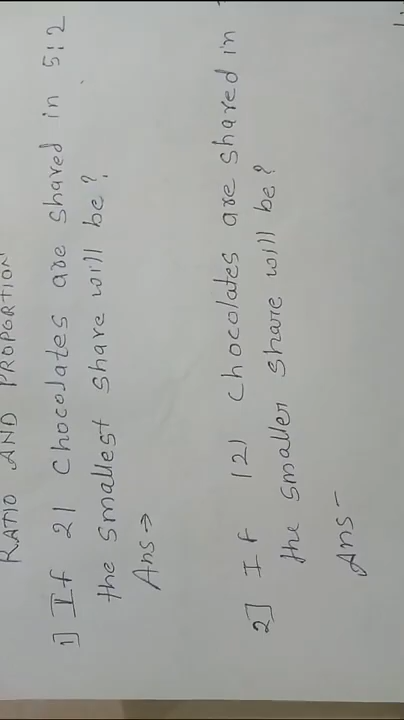 RATIO AND PROPORTION
1] If 21 chocolates are shared in 5:2
the smallest share will be?
Ans →
2] If 121 chocolates are shared in
the smaller share will be?
Ans -